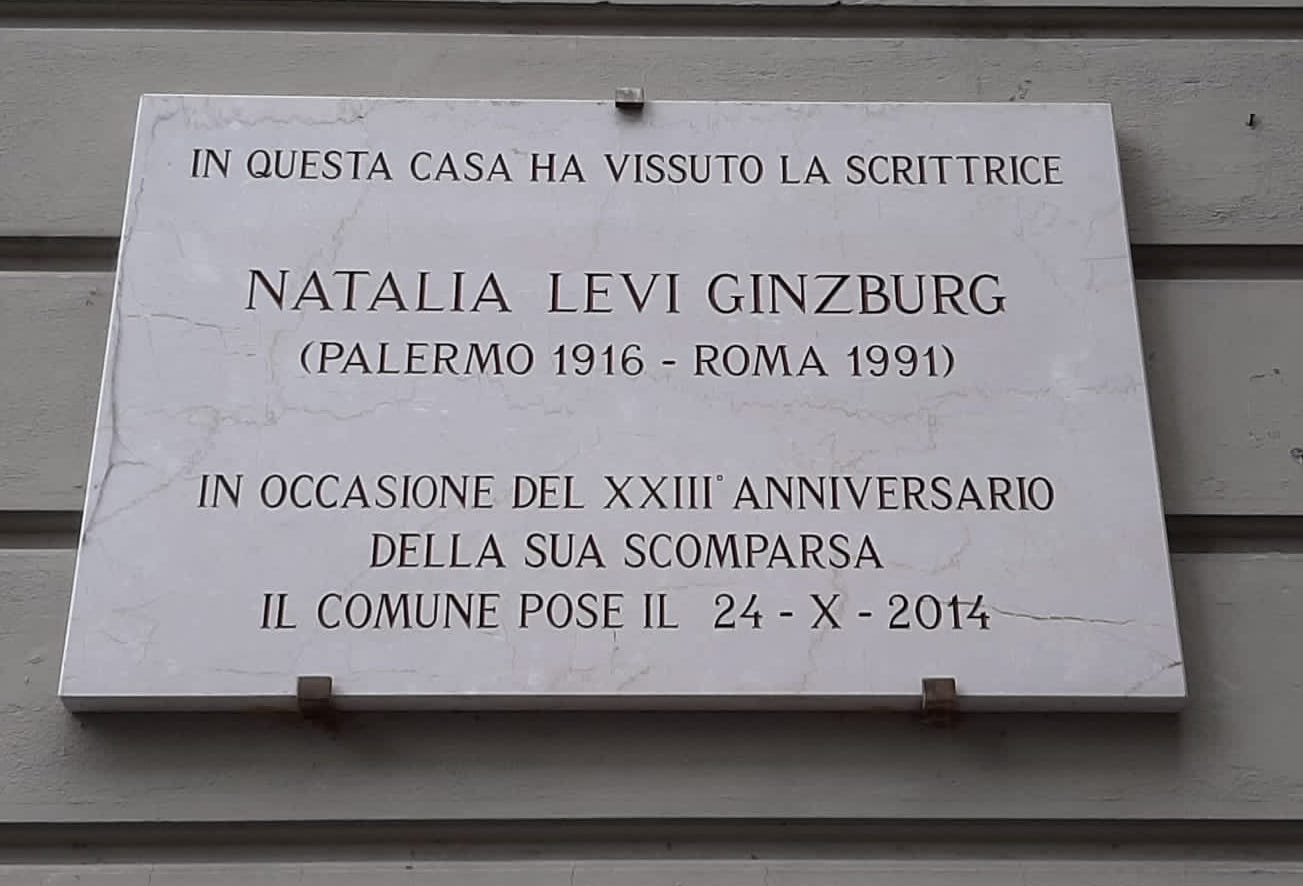 IN QUESTA CASA HA VISSUTO LA SCRITTRICE
NATALIA LEVI GINZBURG
(PALERMO 1916 - ROMA 1991)
IN OCCASIONE DEL XXIII° ANNIVERSARIO
DELLA SUA SCOMPARSA
IL COMUNE POSE IL 24 - X - 2014